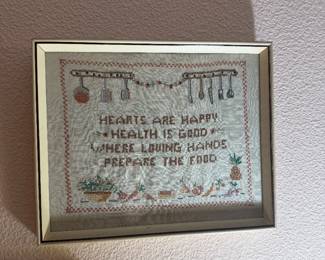 HEARTS ARE HAPPY
HEALTH IS GOOD
WHERE LOVING HANDS
PREPARE THE FOOD